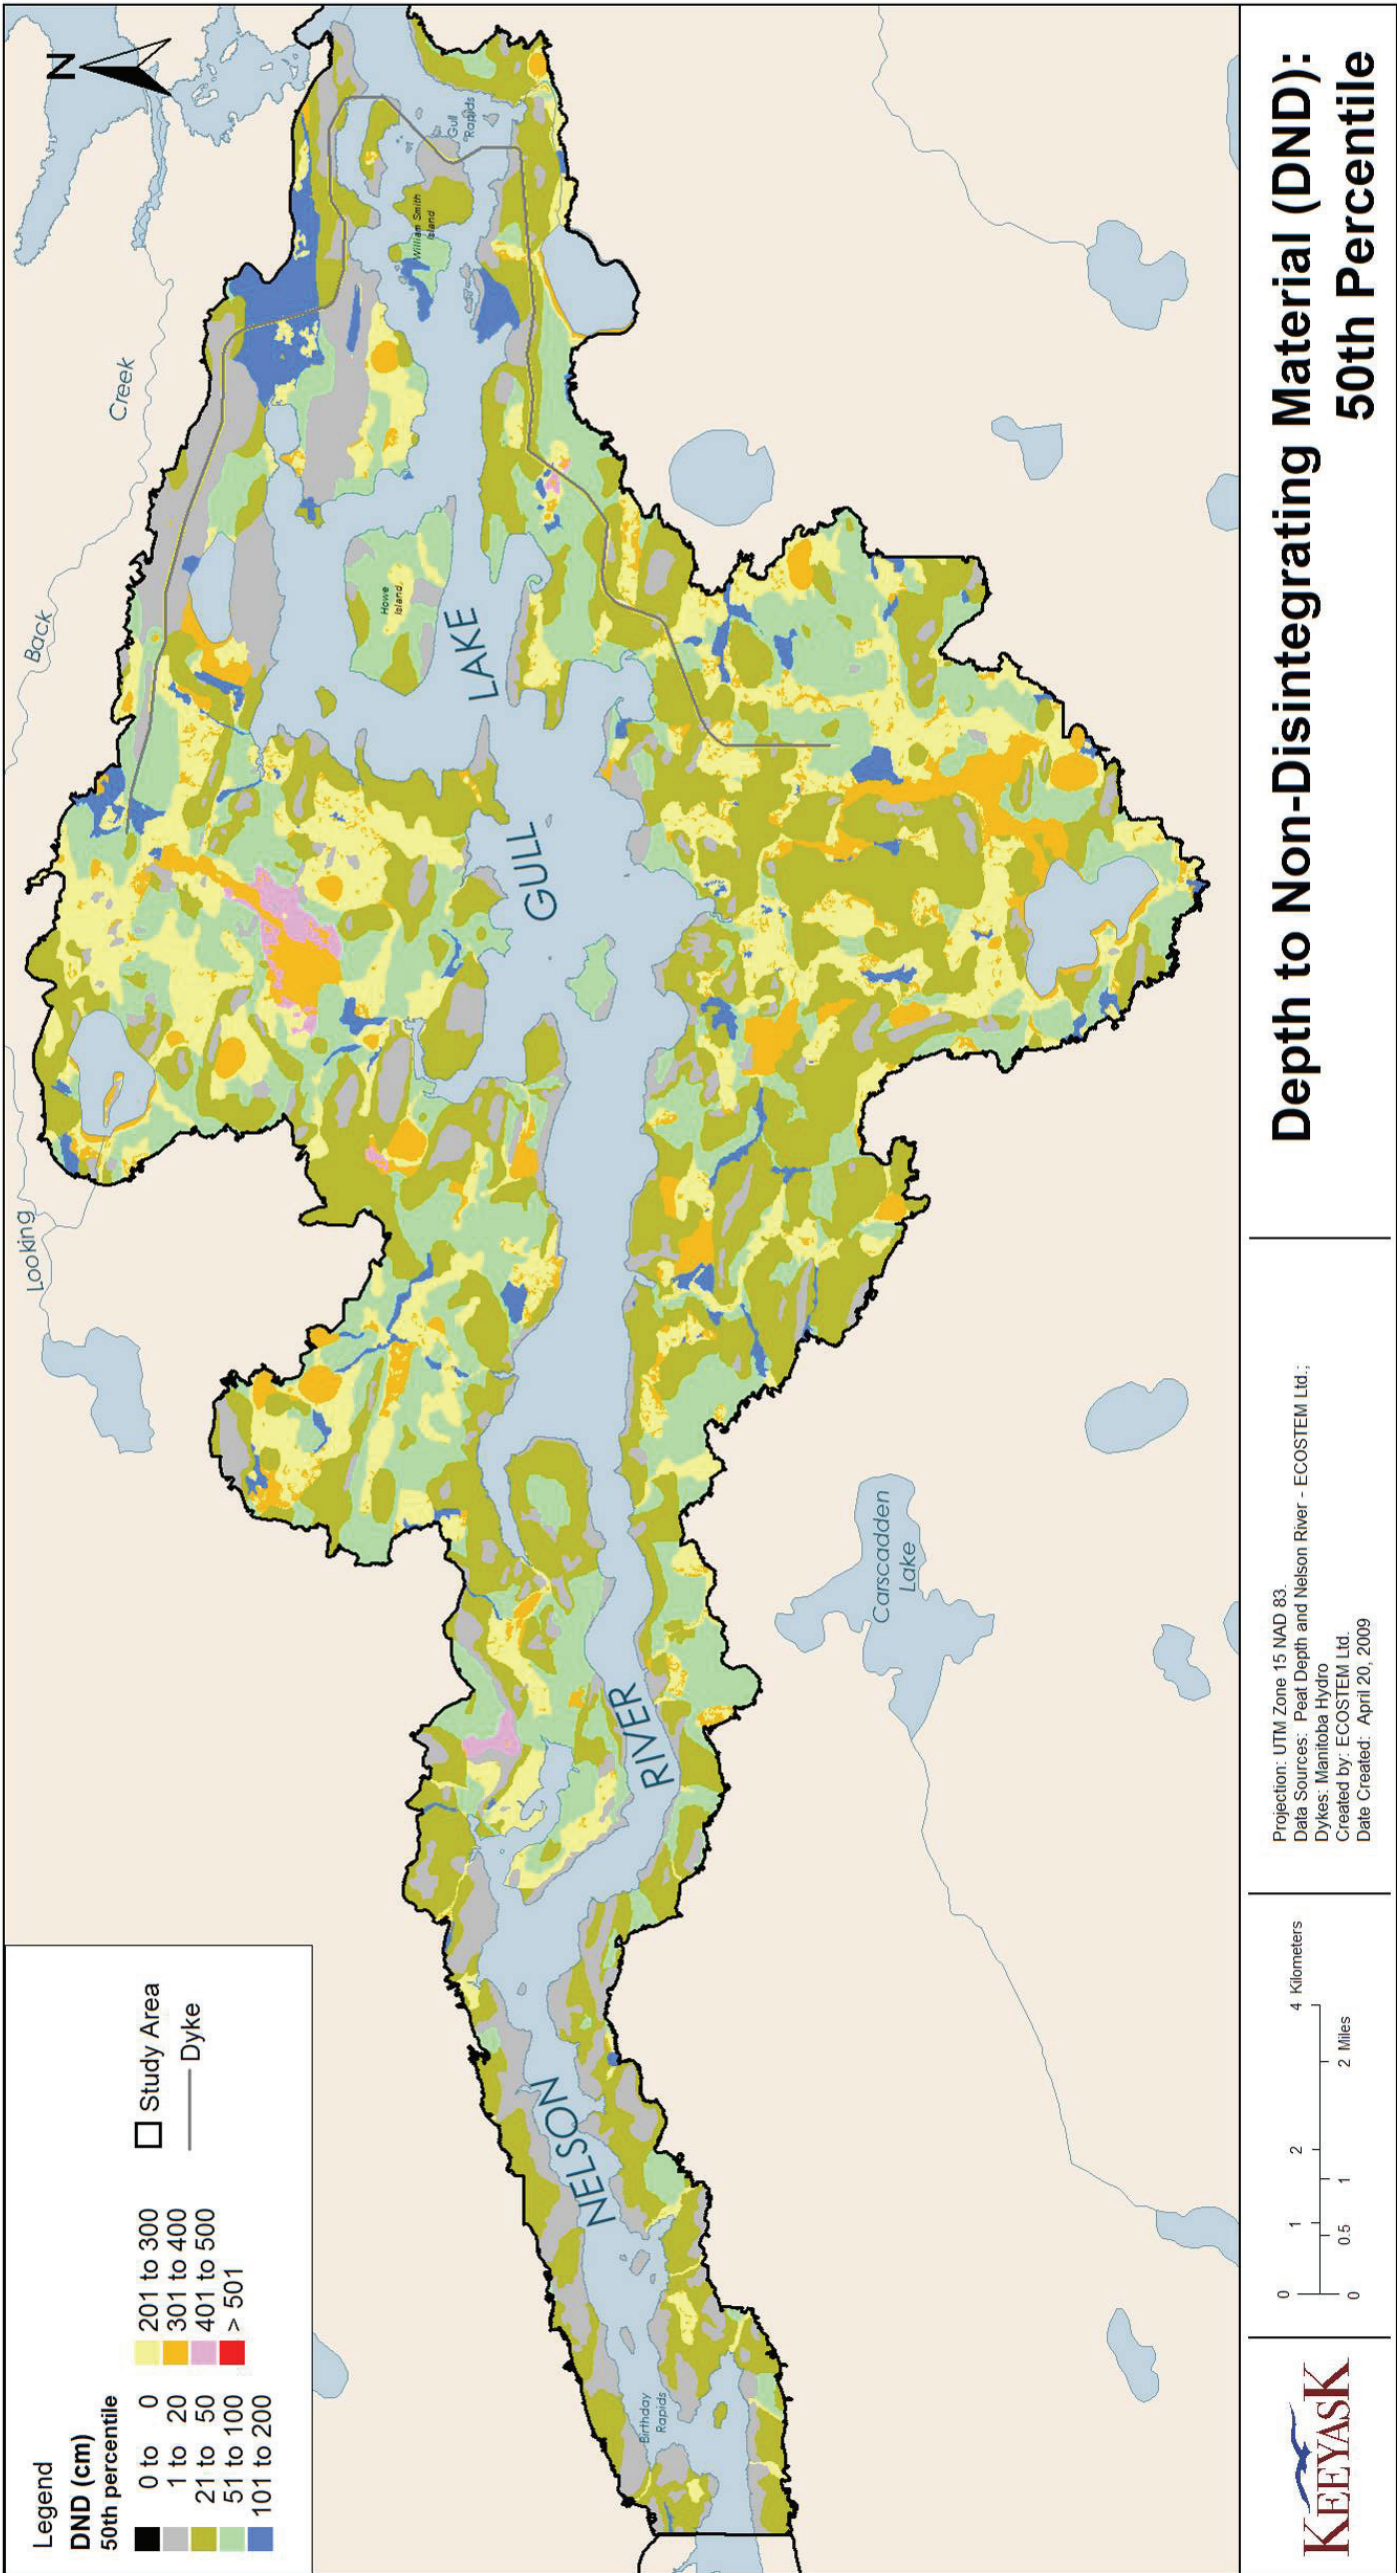 Legend
DND (cm)
50th percentile
0 to 0
1 to 20
21 to 50
51 to 100
101 to 200
201 to 300
301 to 400
401 to 500
> 501
Study Area
Dyke
N
Looking
Back
Creek
Gull
Rapids
William Smith
Island
Howe
Island
GULL
LAKE
NELSON
RIVER
Birthday
Rapids
Carscadden
Lake
KEEYASK
0 1 2 4 Kilometers
0 0.5 1 2 Miles
Projection: UTM Zone 15 NAD 83.
Data Sources: Peat Depth and Nelson River - ECOSTEM Ltd.;
Dykes: Manitoba Hydro
Created by: ECOSTEM Ltd.
Date Created: April 20, 2009
Depth to Non-Disintegrating Material (DND):
50th Percentile